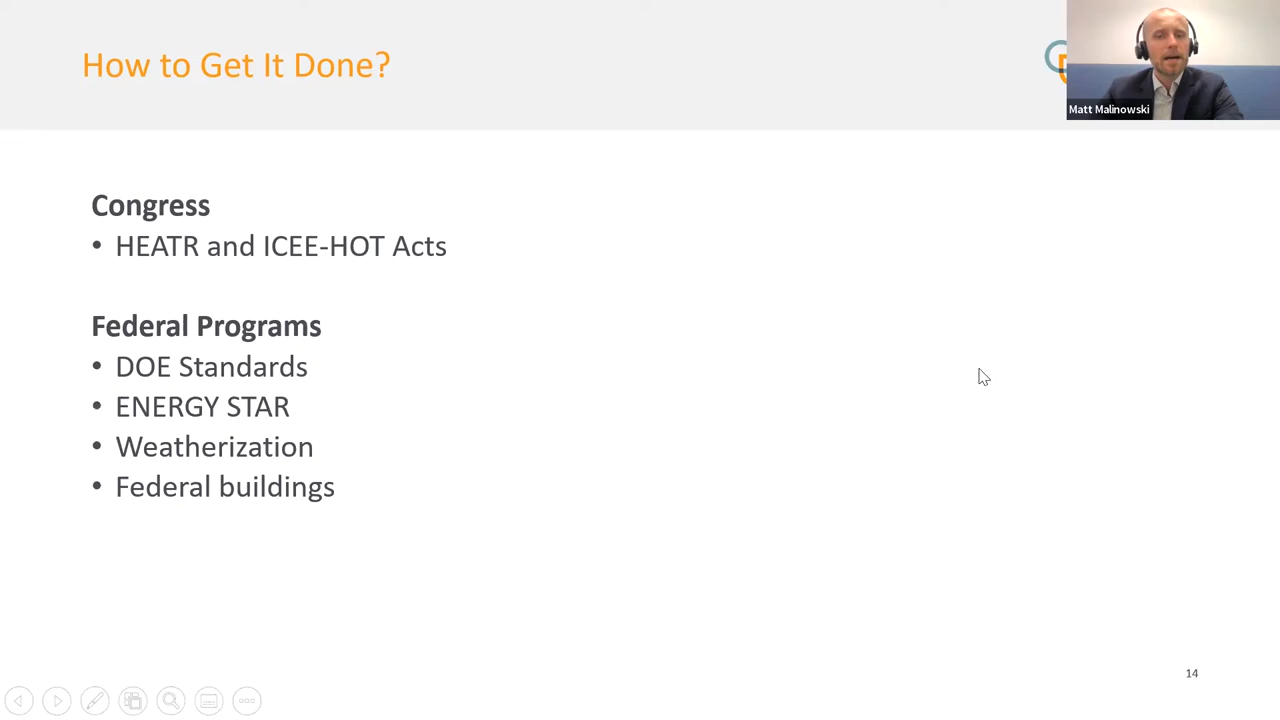 How to Get It Done?
Matt Malinowski
Congress
• HEATR and ICEE-HOT Acts
Federal Programs
• DOE Standards
• ENERGY STAR
• Weatherization
• Federal buildings
14